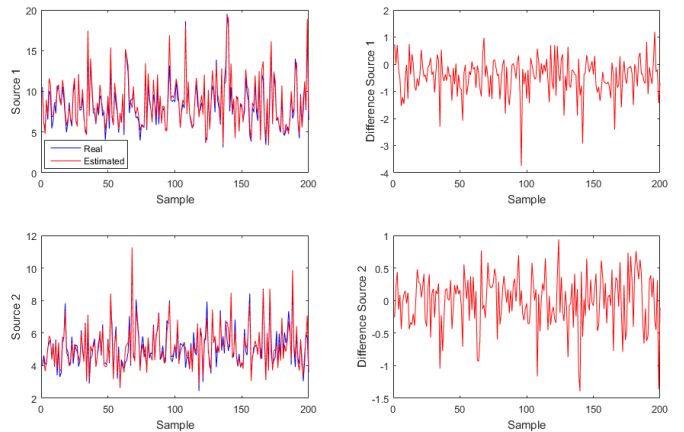 20
15
10
5
0
Source 1
Real
Estimated
0 50 100 150 200
Sample
2
1
0
-1
-2
-3
-4
Difference Source 1
0 50 100 150 200
Sample
12
10
8
6
4
2
Source 2
0 50 100 150 200
Sample
1
0.5
0
-0.5
-1
-1.5
Difference Source 2
0 50 100 150 200
Sample